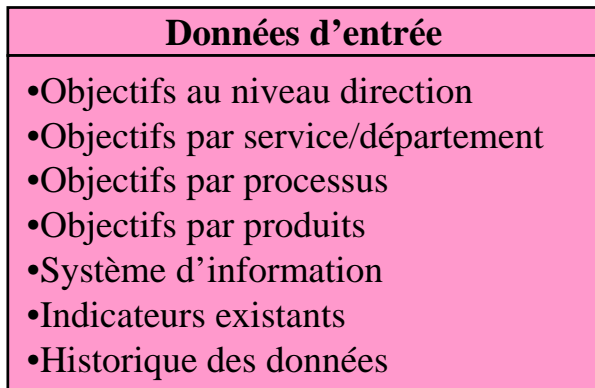 Données d’entrée
•Objectifs au niveau direction
•Objectifs par service/département
•Objectifs par processus
•Objectifs par produits
•Système d’information
•Indicateurs existants
•Historique des données